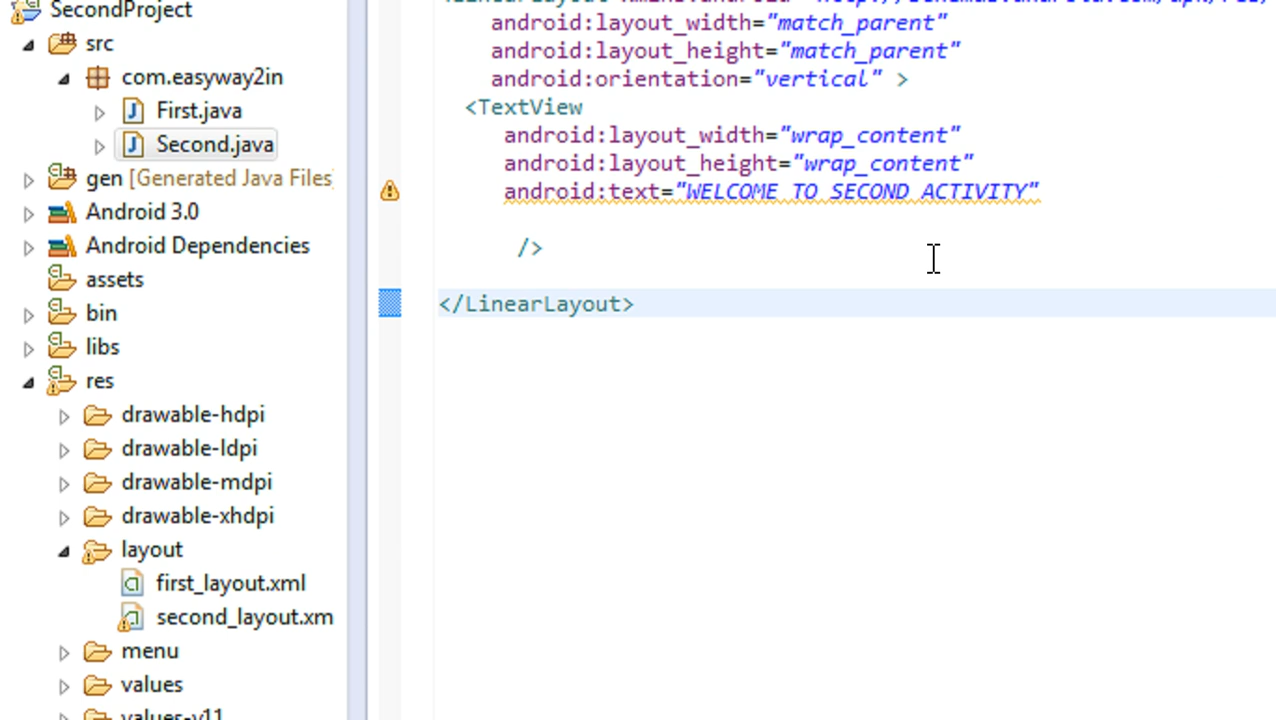 SecondProject
src
com.easyway2in
First.java
Second.java
gen [Generated Java Files]
Android 3.0
Android Dependencies
assets
bin
libs
res
drawable-hdpi
drawable-ldpi
drawable-mdpi
drawable-xhdpi
layout
first_layout.xml
second_layout.xm
menu
values
values-v11
android:layout_width="match_parent"
android:layout_height="match_parent"
android:orientation="vertical" >
<TextView
android:layout_width="wrap_content"
android:layout_height="wrap_content"
android:text="WELCOME TO SECOND ACTIVITY"
/>
</LinearLayout>